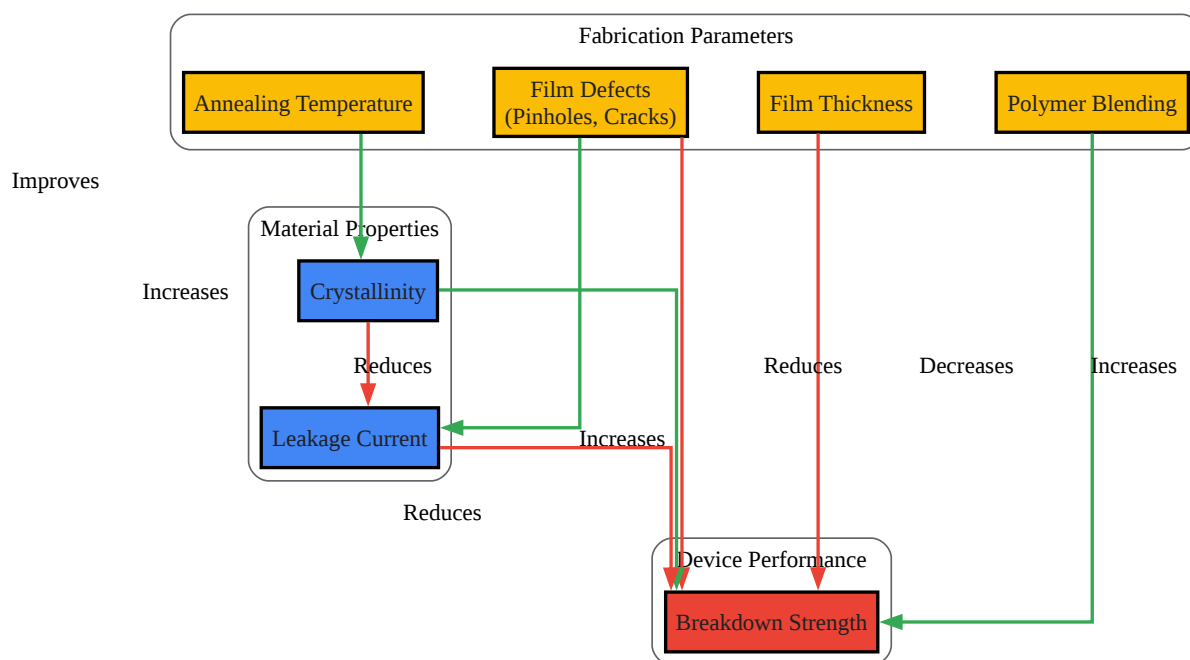 Fabrication Parameters
Annealing Temperature
Film Defects
(Pinholes, Cracks)
Film Thickness
Polymer Blending
Improves
Material Properties
Increases
Crystallinity
Reduces
Reduces
Decreases
Increases
Leakage Current
Increases
Reduces
Device Performance
Breakdown Strength